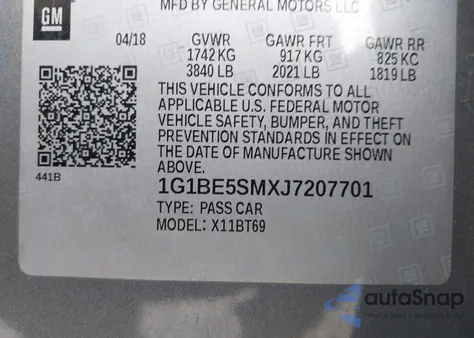 MFD BY GENERAL MOTORS LLC
GM
04/18 GVWR GAWR FRT GAWR RR
1742 KG 917 KG 825 KG
3840 LB 2021 LB 1819 LB
THIS VEHICLE CONFORMS TO ALL
APPLICABLE U.S. FEDERAL MOTOR
VEHICLE SAFETY, BUMPER, AND THEFT
PREVENTION STANDARDS IN EFFECT ON
THE DATE OF MANUFACTURE SHOWN
ABOVE.
441B
1G1BE5SMXJ7207701
TYPE: PASS CAR
MODEL: X11BT69
autoSnap